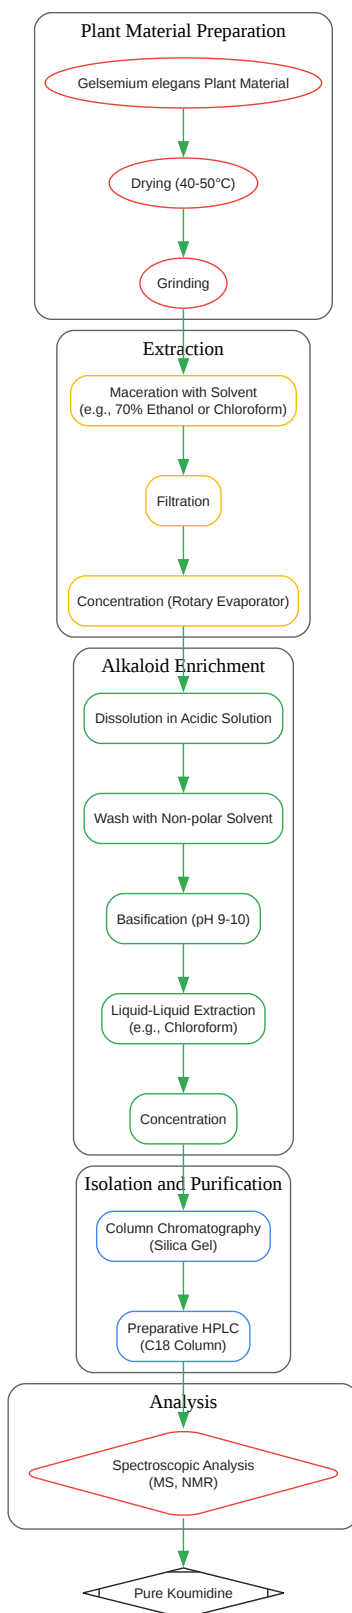 Plant Material Preparation
Gelsemium elegans Plant Material
Drying (40-50°C)
Grinding
Extraction
Maceration with Solvent
(e.g., 70% Ethanol or Chloroform)
Filtration
Concentration (Rotary Evaporator)
Alkaloid Enrichment
Dissolution in Acidic Solution
Wash with Non-polar Solvent
Basification (pH 9-10)
Liquid-Liquid Extraction
(e.g., Chloroform)
Concentration
Isolation and Purification
Column Chromatography
(Silica Gel)
Preparative HPLC
(C18 Column)
Analysis
Spectroscopic Analysis
(MS, NMR)
Pure Koumidine